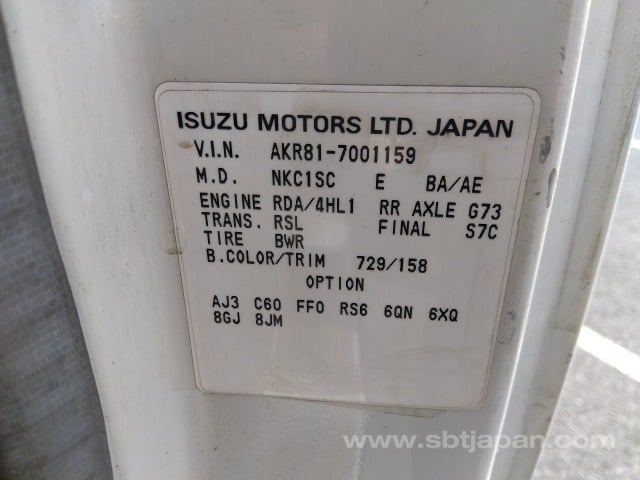 ISUZU MOTORS LTD. JAPAN
V.I.N. AKR81-7001159
M.D. NKC1SC E BA/AE
ENGINE RDA/4HL1 RR AXLE G73
TRANS. RSL FINAL S7C
TIRE BWR
B.COLOR/TRIM 729/158
OPTION
AJ3 C60 FF0 RS6 6QN 6XQ
8GJ 8JM
www.sbtjapan.com